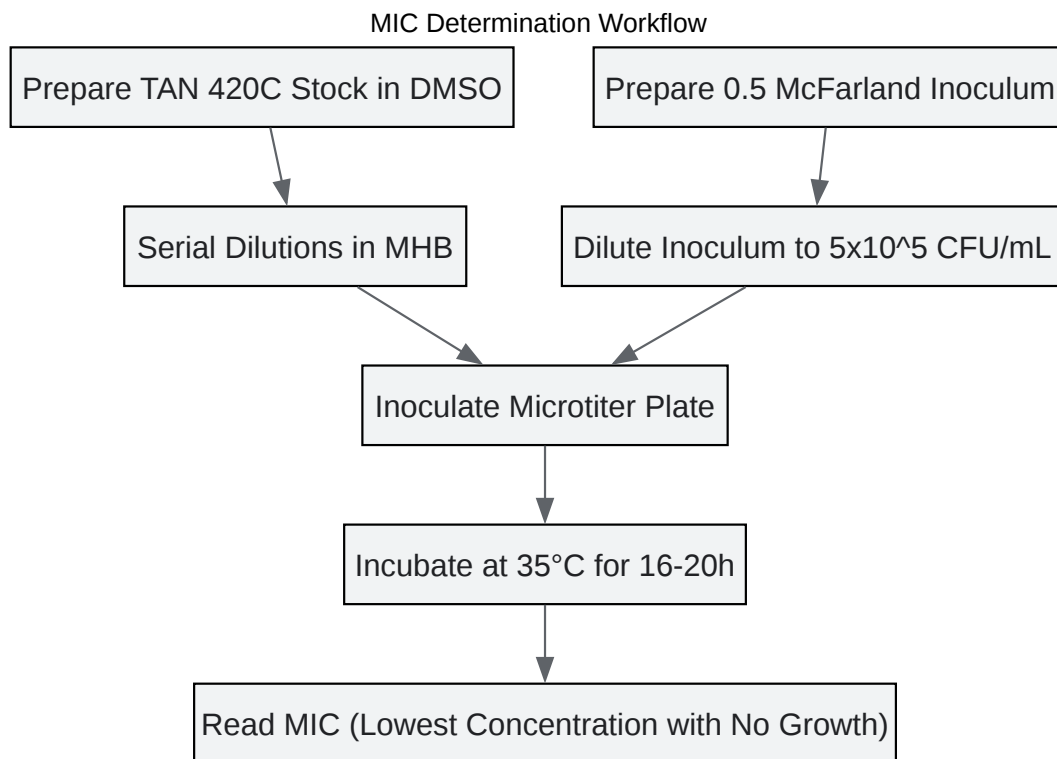 MIC Determination Workflow
Prepare TAN 420C Stock in DMSO
Prepare 0.5 McFarland Inoculum
Serial Dilutions in MHB
Dilute Inoculum to 5x10^5 CFU/mL
Inoculate Microtiter Plate
Incubate at 35°C for 16-20h
Read MIC (Lowest Concentration with No Growth)